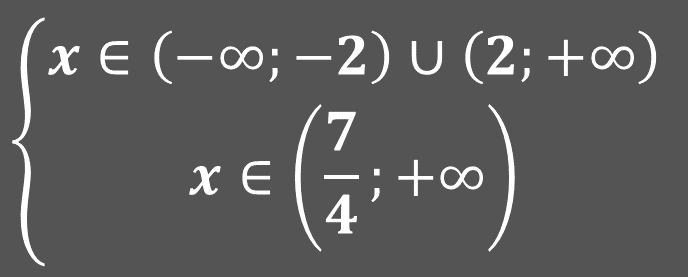 x ∈ (−∞; −2) ∪ (2; +∞)
x ∈ (7/4; +∞)